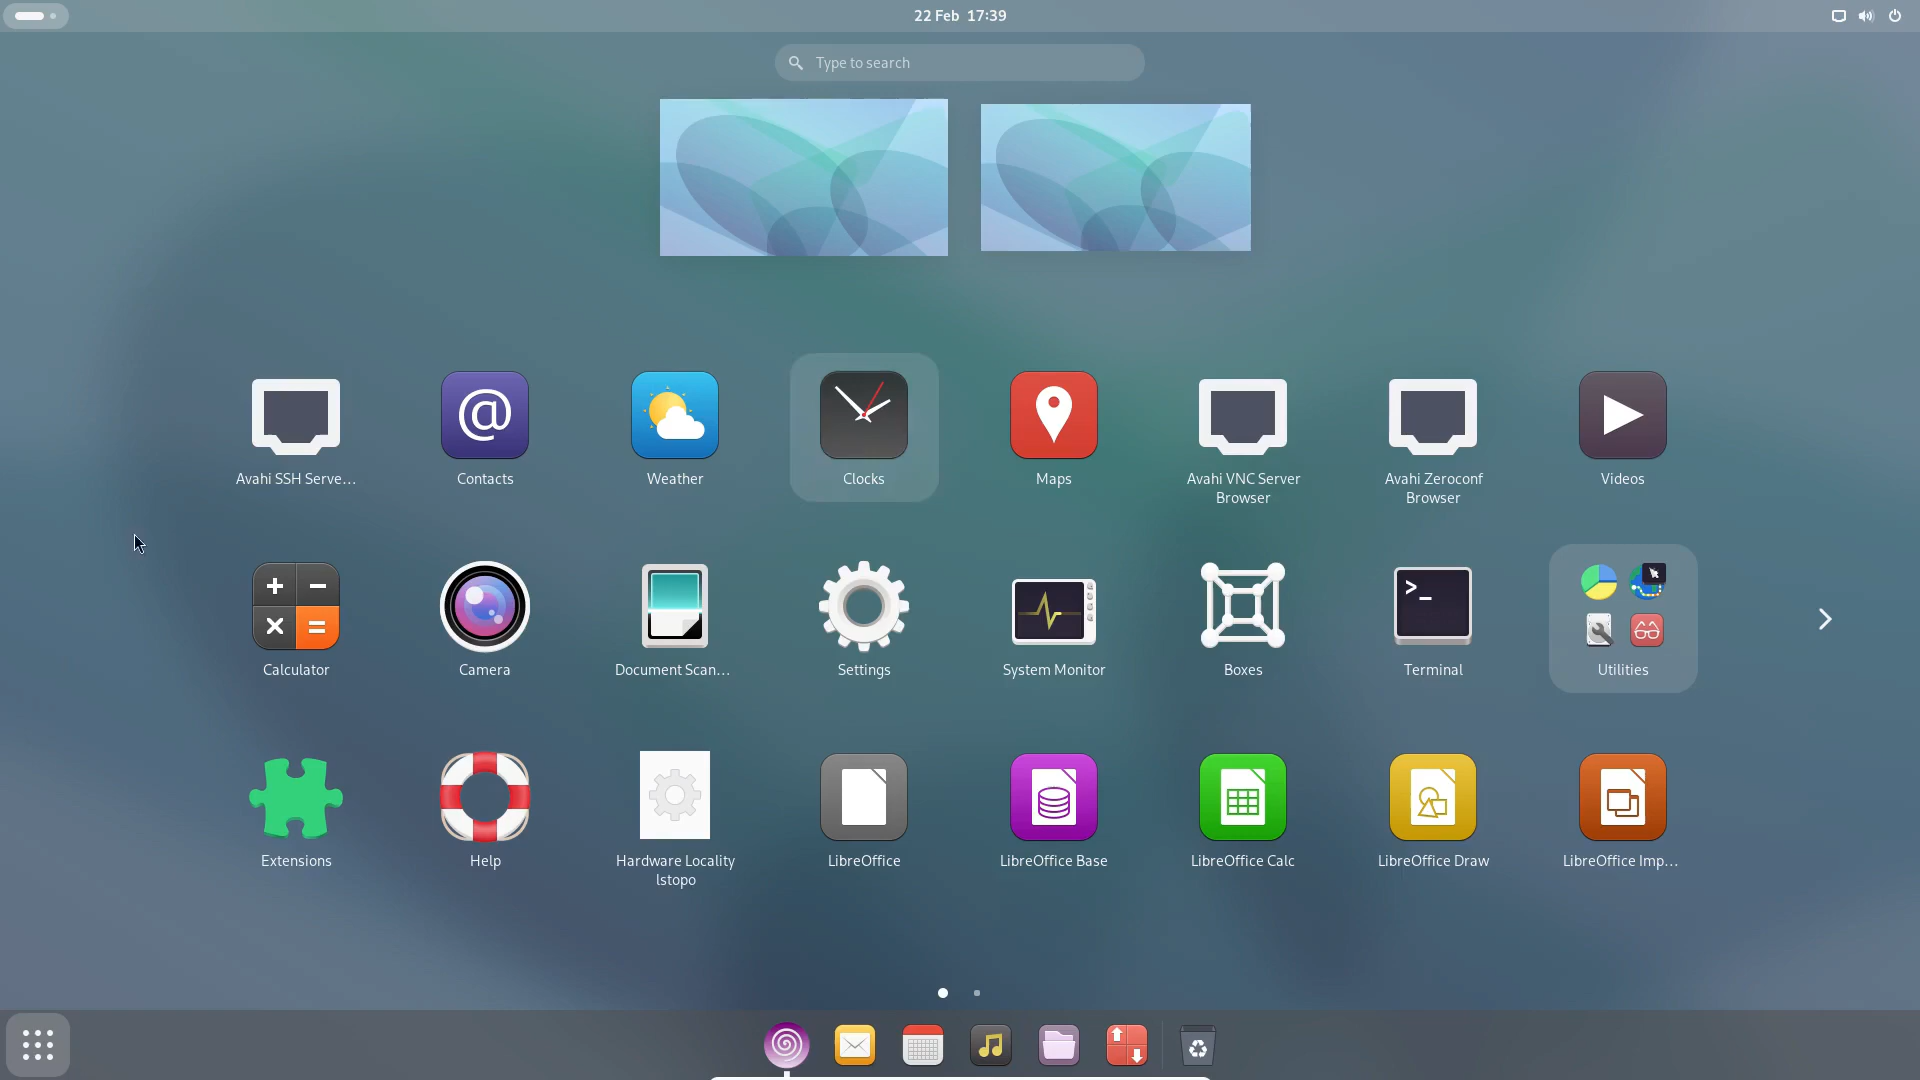 22 Feb 17:39
Type to search
Avahi SSH Serve...
Contacts
Weather
Clocks
Maps
Avahi VNC Server
Browser
Avahi Zeroconf
Browser
Videos
Calculator
Camera
Document Scan...
Settings
System Monitor
Boxes
Terminal
Utilities
Extensions
Help
Hardware Locality
lstopo
LibreOffice
LibreOffice Base
LibreOffice Calc
LibreOffice Draw
LibreOffice Imp...